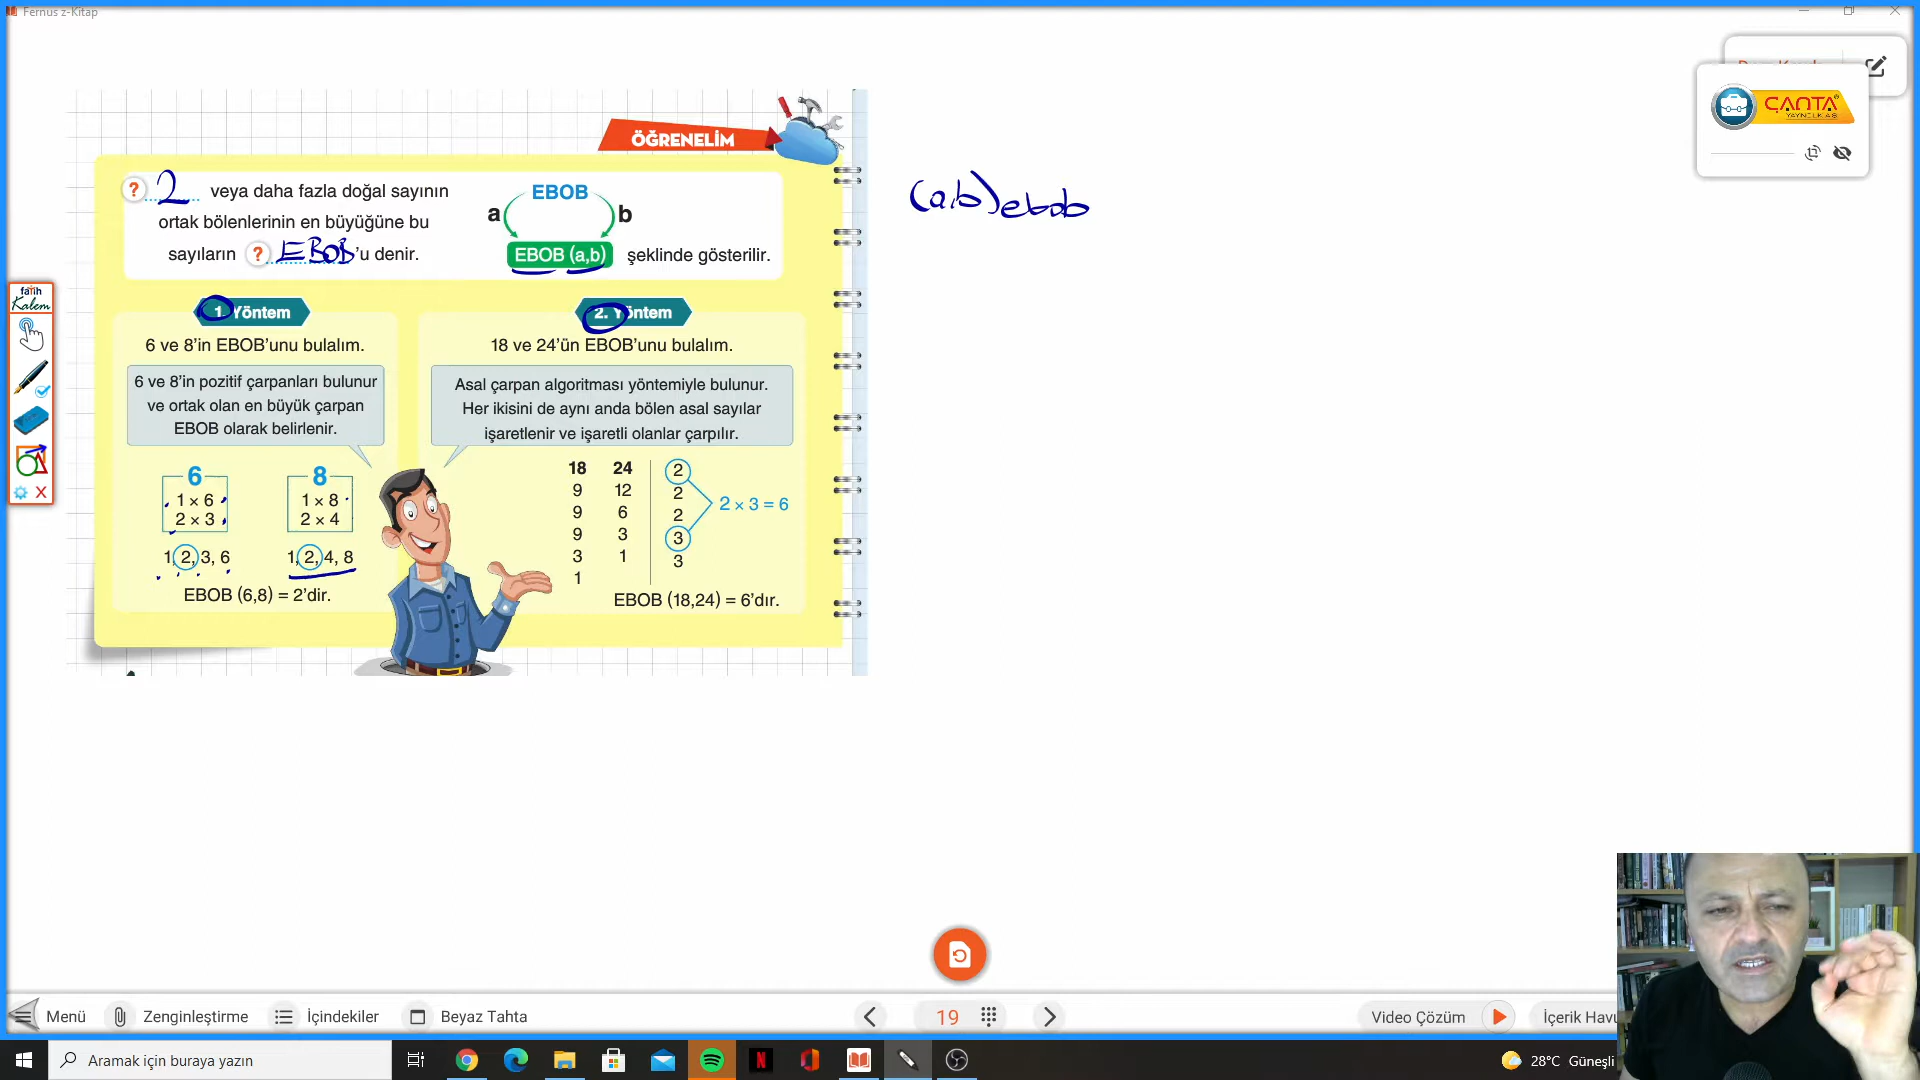 Fernus z-Kitap
ÇANTA
YAYINCILIK AŞ
ÖĞRENELİM
? 2 veya daha fazla doğal sayının
ortak bölenlerinin en büyüğüne bu
sayıların ? EBOB'u denir.
EBOB
a b
EBOB (a,b) şeklinde gösterilir.
(a,b)ebob
fatih
Kalem
1. Yöntem
6 ve 8'in EBOB'unu bulalım.
6 ve 8'in pozitif çarpanları bulunur
ve ortak olan en büyük çarpan
EBOB olarak belirlenir.
6
1 × 6
2 × 3
1, 2, 3, 6
8
1 × 8
2 × 4
1, 2, 4, 8
EBOB (6,8) = 2'dir.
2. Yöntem
18 ve 24'ün EBOB'unu bulalım.
Asal çarpan algoritması yöntemiyle bulunur.
Her ikisini de aynı anda bölen asal sayılar
işaretlenir ve işaretli olanlar çarpılır.
18 24 2
9 12 2
9 6 2
9 3 3
3 1 3
1
2 × 3 = 6
EBOB (18,24) = 6'dır.
Menü Zenginleştirme İçindekiler Beyaz Tahta 19 Video Çözüm İçerik Havu
Aramak için buraya yazın 28°C Güneşli